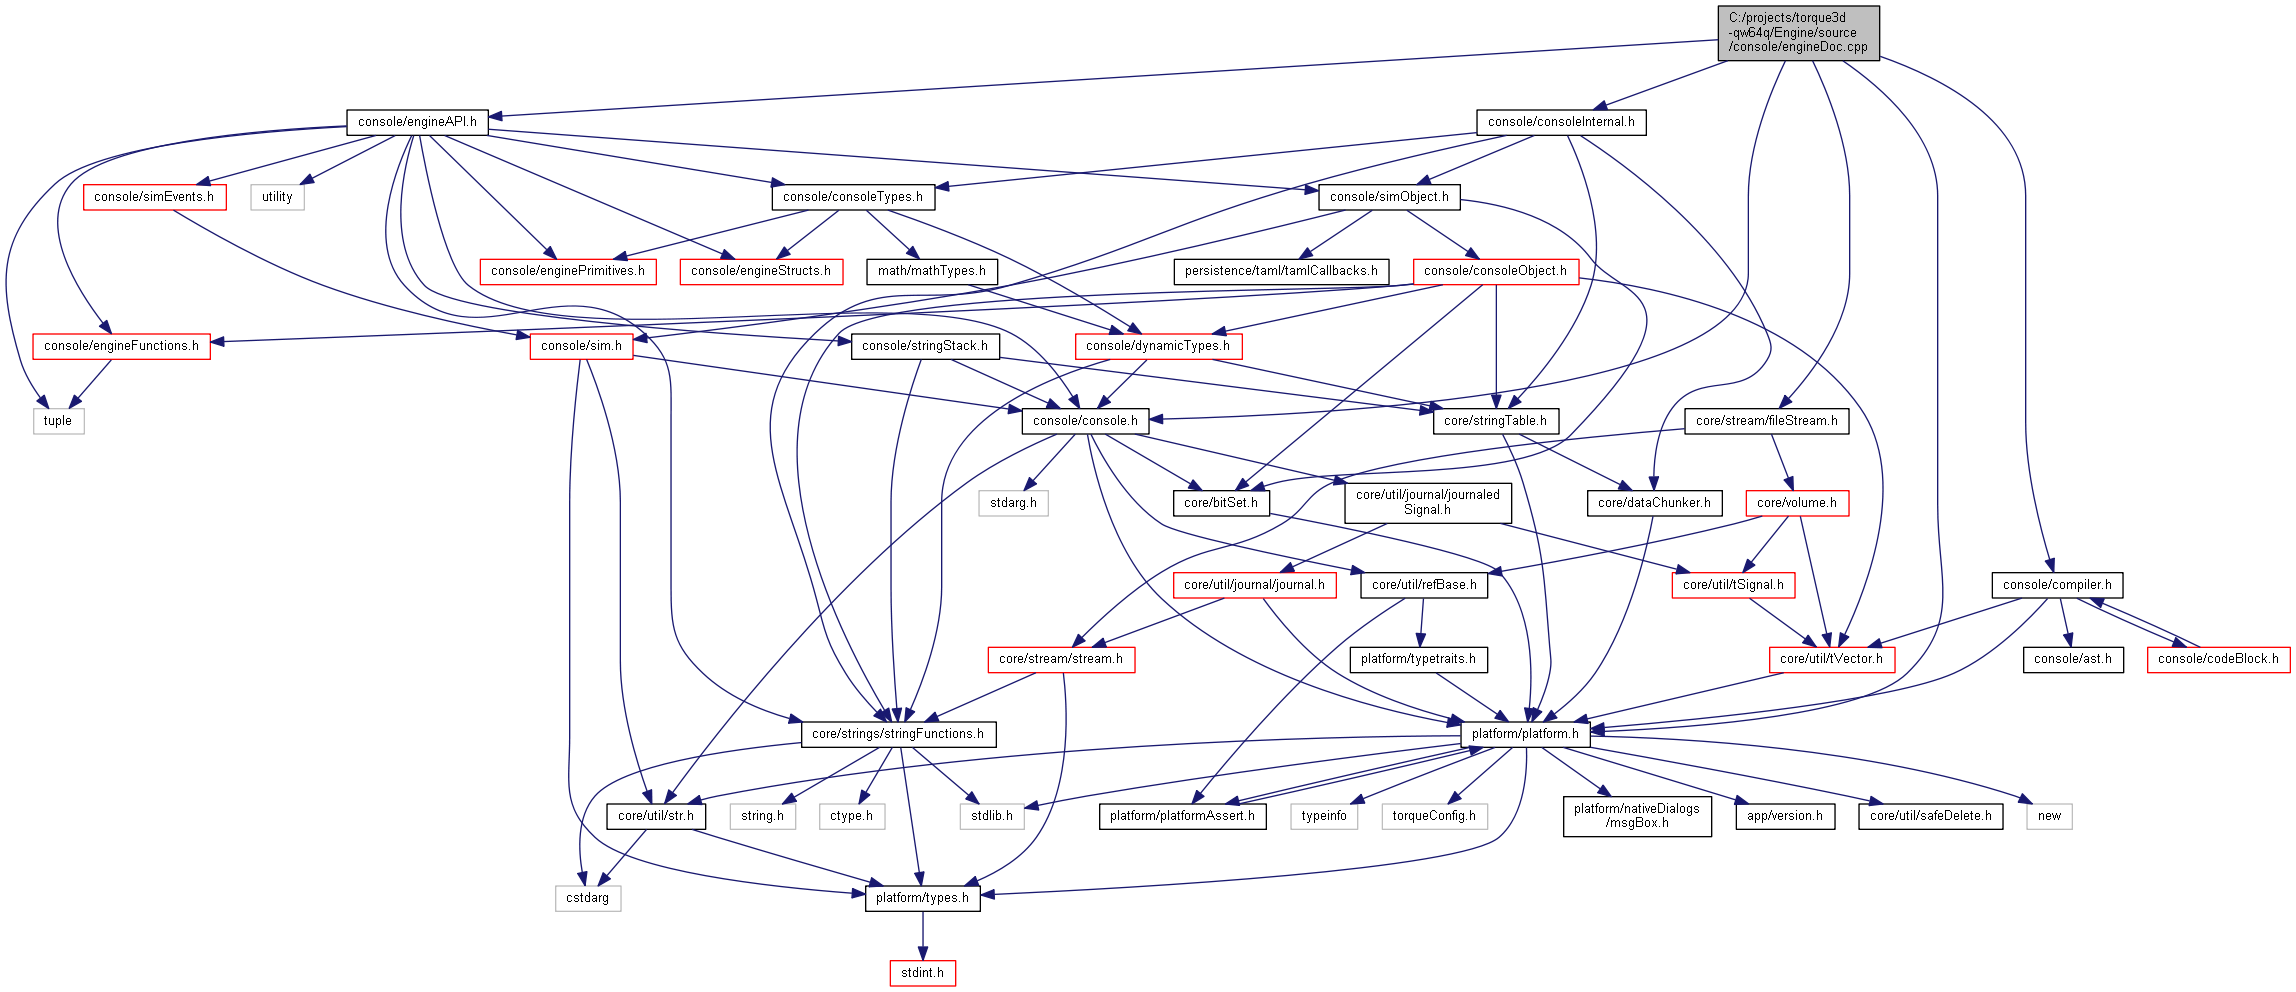 C:/projects/torque3d
-qw64q/Engine/source
/console/engineDoc.cpp
console/engineAPI.h
console/consoleInternal.h
console/simEvents.h
utility
console/consoleTypes.h
console/simObject.h
console/enginePrimitives.h
console/engineStructs.h
math/mathTypes.h
persistence/taml/tamlCallbacks.h
console/consoleObject.h
console/engineFunctions.h
console/sim.h
console/stringStack.h
console/dynamicTypes.h
tuple
console/console.h
core/stringTable.h
core/stream/fileStream.h
stdarg.h
core/bitSet.h
core/util/journal/journaled
Signal.h
core/dataChunker.h
core/volume.h
core/util/journal/journal.h
core/util/refBase.h
core/util/tSignal.h
console/compiler.h
core/stream/stream.h
platform/typetraits.h
core/util/tVector.h
console/ast.h
console/codeBlock.h
core/strings/stringFunctions.h
platform/platform.h
core/util/str.h
string.h
ctype.h
stdlib.h
platform/platformAssert.h
typeinfo
torqueConfig.h
platform/nativeDialogs
/msgBox.h
app/version.h
core/util/safeDelete.h
new
cstdarg
platform/types.h
stdint.h